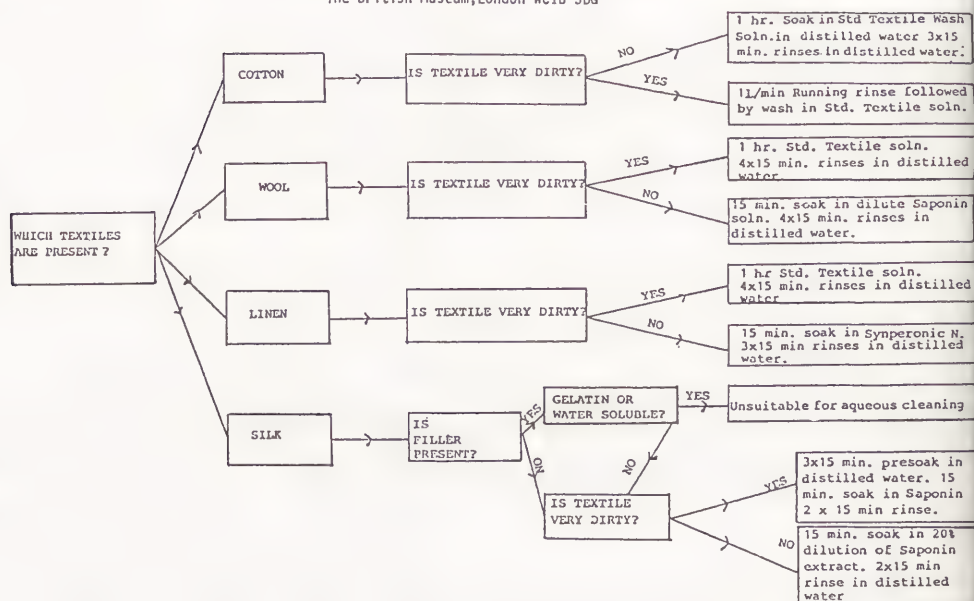 The British Museum, London WC1B 3DG
1 hr. Soak in Std Textile Wash
Soln.in distilled water 3x15
min. rinses in distilled water.
NO
COTTON
IS TEXTILE VERY DIRTY?
YES
1L/min Running rinse followed
by wash in Std. Textile soln.
1 hr. Std. Textile soln.
4x15 min. rinses in distilled
water
YES
WOOL
IS TEXTILE VERY DIRTY?
NO
15 min. soak in dilute Saponin
soln. 4x15 min. rinses in
distilled water.
WHICH TEXTILES
ARE PRESENT?
1 hr Std. Textile soln.
4x15 min. rinses in distilled
water
YES
LINEN
IS TEXTILE VERY DIRTY?
NO
15 min. soak in Synperonic N.
3x15 min rinses in distilled
water.
SILK
IS
FILLER
PRESENT?
YES
GELATIN OR
WATER SOLUBLE?
YES
Unsuitable for aqueous cleaning
NO
NO
IS TEXTILE
VERY DIRTY?
YES
3x15 min. presoak in
distilled water. 15
min. soak in Saponin
2 x 15 min rinse.
NO
15 min. soak in 20%
dilution of Saponin
extract. 2x15 min
rinse in distilled
water